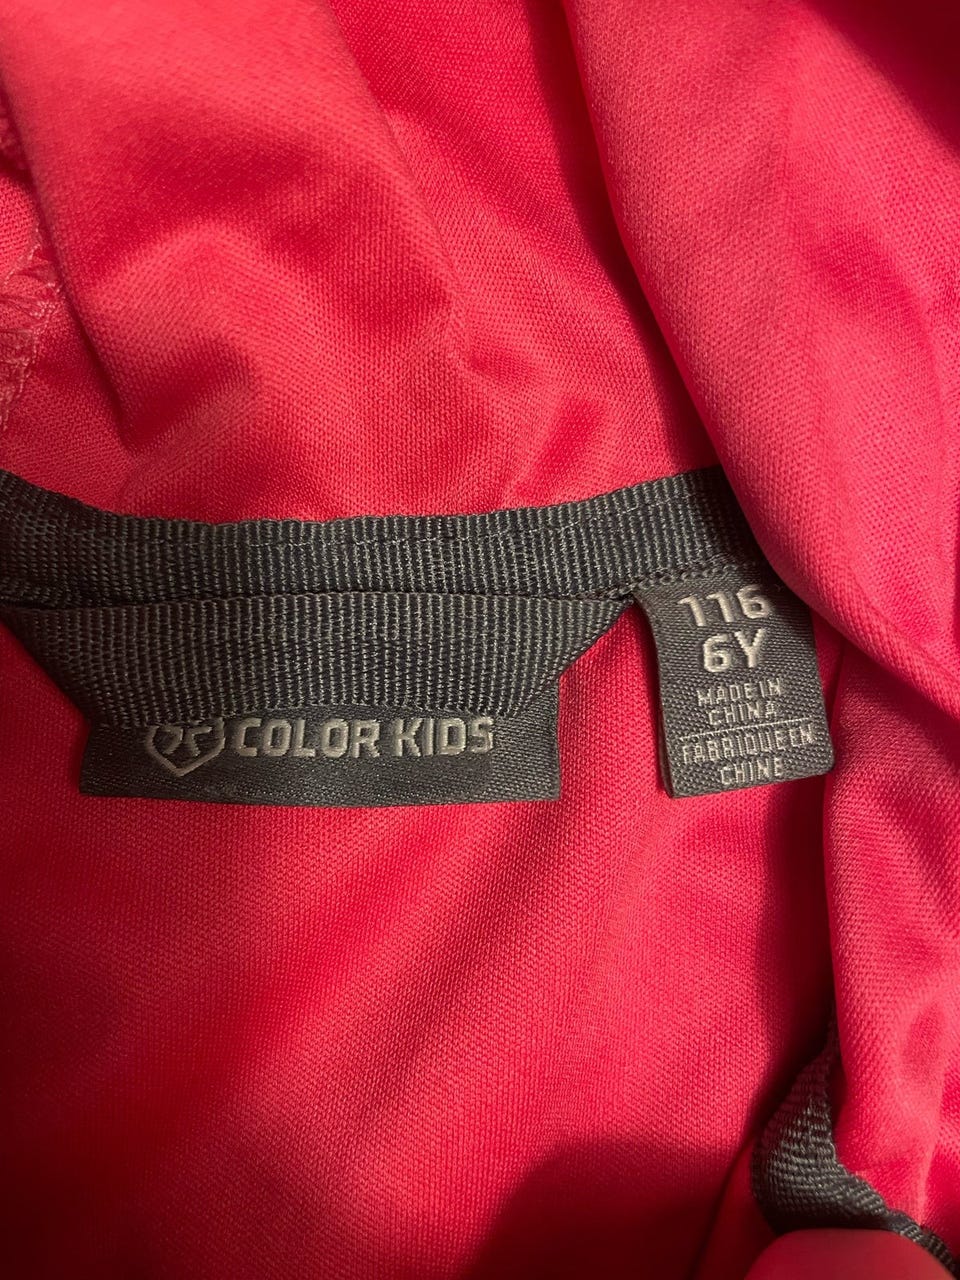 COLOR KIDS
116
6Y
MADE IN
CHINA
FABRIQUE EN
CHINE